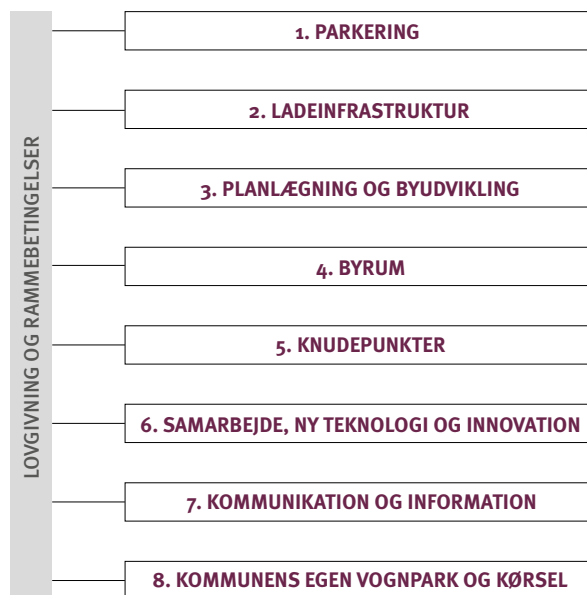 LOVGIVNING OG RAMMEBETINGELSER
1. PARKERING
2. LADEINFRASTRUKTUR
3. PLANLÆGNING OG BYUDVIKLING
4. BYRUM
5. KNUDEPUNKTER
6. SAMARBEJDE, NY TEKNOLOGI OG INNOVATION
7. KOMMUNIKATION OG INFORMATION
8. KOMMUNENS EGEN VOGNPARK OG KØRSEL